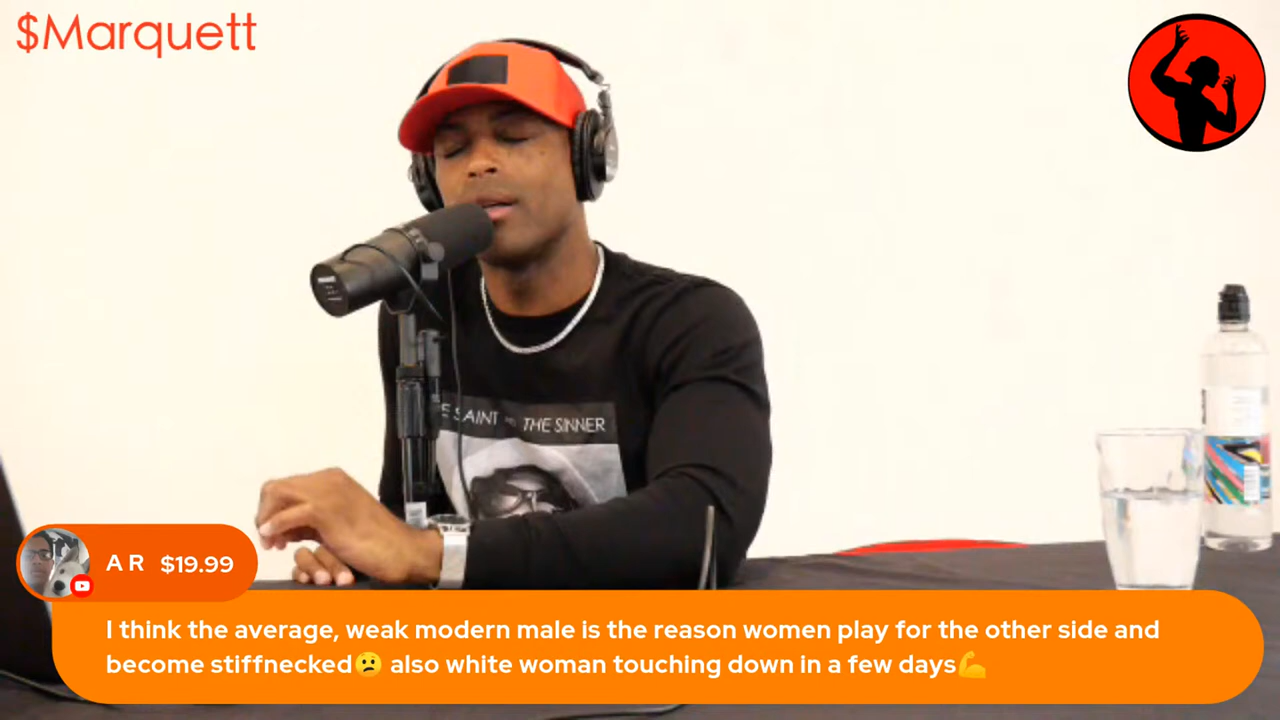 $Marquett
SAINT THE SINNER
A R $19.99
I think the average, weak modern male is the reason women play for the other side and
become stiffnecked😕 also white woman touching down in a few days💪